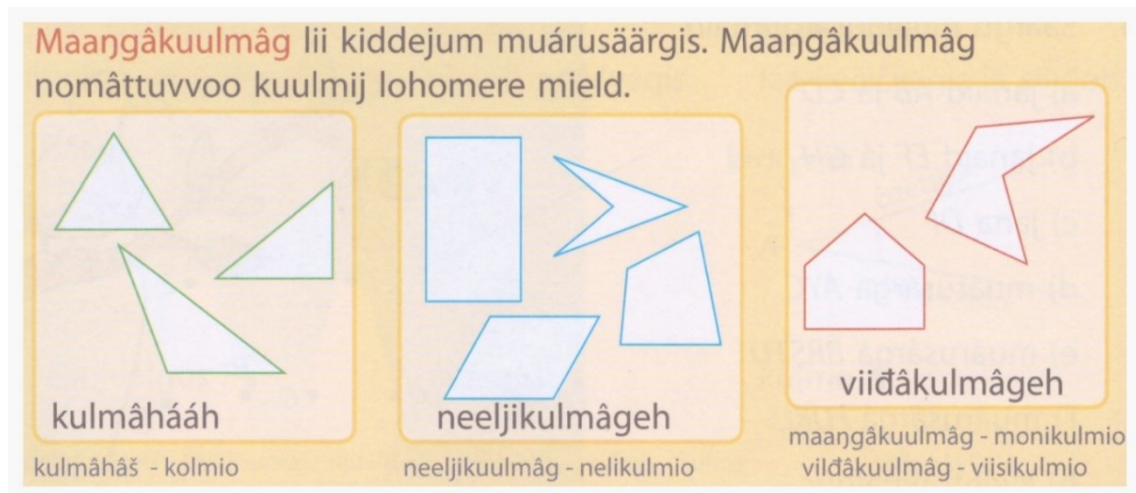 Maaŋgâkuulmâg lii kiddejum muárusäärgis. Maaŋgâkuulmâg
nomâttuvvoo kuulmij lohomere mield.
kulmâhááh
neeljikulmâgeh
viiđâkulmâgeh
kulmâhâš - kolmio
neeljikuulmâg - nelikulmio
maaŋgâkuulmâg - monikulmio
viiđâkuulmâg - viisikulmio